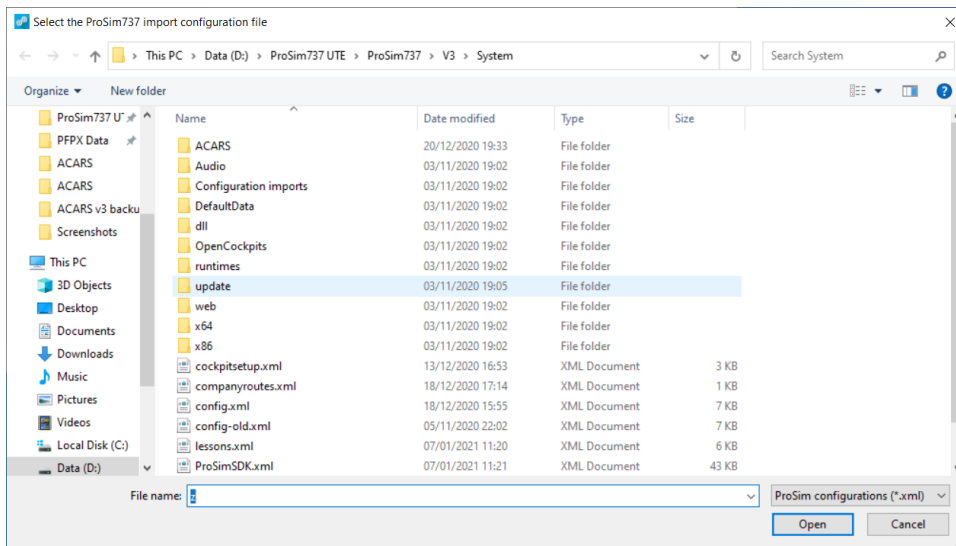 Select the ProSim737 import configuration file
This PC > Data (D:) > ProSim737 UTE > ProSim737 > V3 > System
Search System
Organize
New folder
ProSim737 U
PFPX Data
ACARS
ACARS
ACARS v3 backu
Screenshots
This PC
3D Objects
Desktop
Documents
Downloads
Music
Pictures
Videos
Local Disk (C:)
Data (D:)
Name Date modified Type Size
ACARS 20/12/2020 19:33 File folder
Audio 03/11/2020 19:02 File folder
Configuration imports 03/11/2020 19:02 File folder
DefaultData 03/11/2020 19:02 File folder
dll 03/11/2020 19:02 File folder
OpenCockpits 03/11/2020 19:02 File folder
runtimes 03/11/2020 19:02 File folder
update 03/11/2020 19:05 File folder
web 03/11/2020 19:02 File folder
x64 03/11/2020 19:02 File folder
x86 03/11/2020 19:02 File folder
cockpitsetup.xml 13/12/2020 16:53 XML Document 3 KB
companyroutes.xml 18/12/2020 17:14 XML Document 1 KB
config.xml 18/12/2020 15:55 XML Document 7 KB
config-old.xml 05/11/2020 22:02 XML Document 7 KB
lessons.xml 07/01/2021 11:20 XML Document 6 KB
ProSimSDK.xml 07/01/2021 11:21 XML Document 43 KB
File name:
ProSim configurations (*.xml)
Open
Cancel